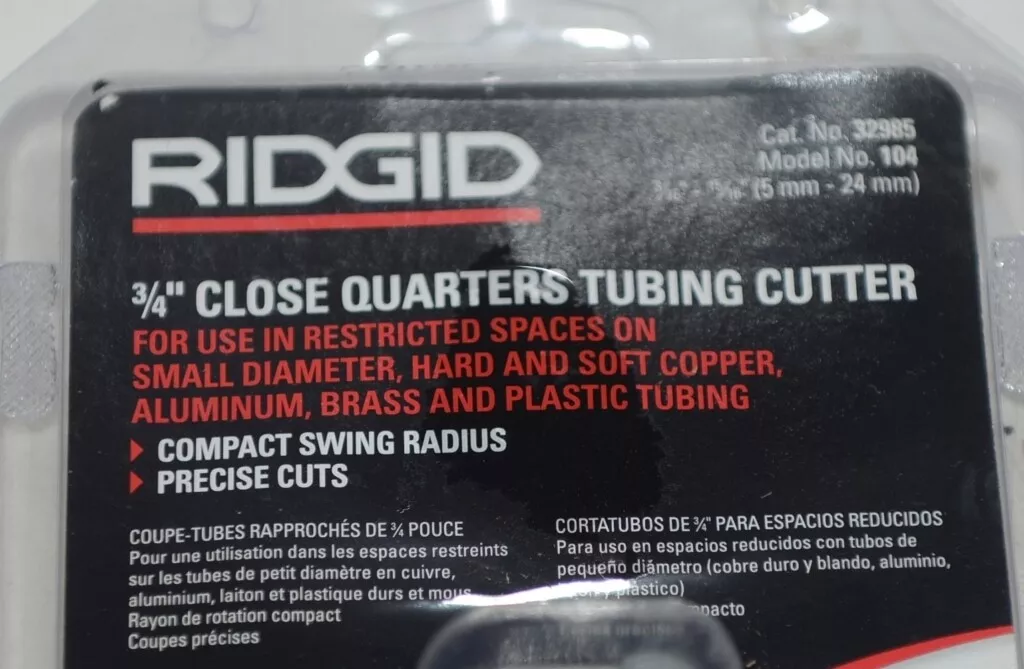 RIDGID
Cat. No. 32985
Model No. 104
(5 mm - 24 mm)
3/4" CLOSE QUARTERS TUBING CUTTER
FOR USE IN RESTRICTED SPACES ON
SMALL DIAMETER, HARD AND SOFT COPPER,
ALUMINUM, BRASS AND PLASTIC TUBING
COMPACT SWING RADIUS
PRECISE CUTS
COUPE-TUBES RAPPROCHÉS DE ¾ POUCE
Pour une utilisation dans les espaces restreints
sur les tubes de petit diamètre en cuivre,
aluminium, laiton et plastique durs et mous
Rayon de rotation compact
Coupes précises
CORTATUBOS DE ¾" PARA ESPACIOS REDUCIDOS
Para uso en espacios reducidos con tubos de
pequeño diámetro (cobre duro y blando, aluminio,
y plástico)